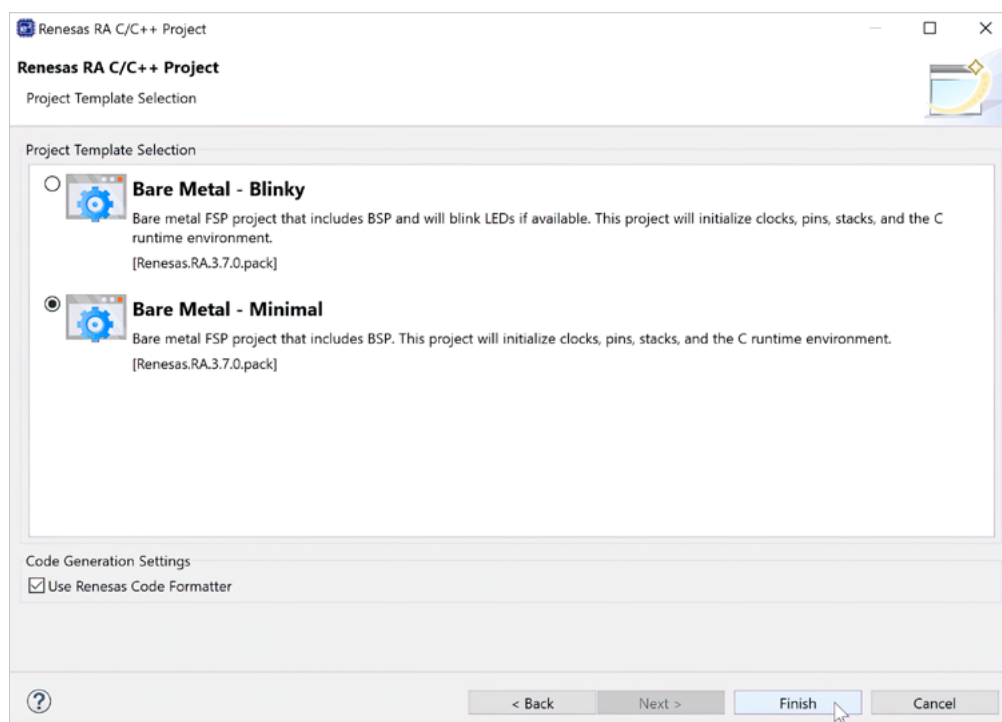 Renesas RA C/C++ Project
Renesas RA C/C++ Project
Project Template Selection
Project Template Selection
Bare Metal - Blinky
Bare metal FSP project that includes BSP and will blink LEDs if available. This project will initialize clocks, pins, stacks, and the C
runtime environment.
[Renesas.RA.3.7.0.pack]
Bare Metal - Minimal
Bare metal FSP project that includes BSP. This project will initialize clocks, pins, stacks, and the C runtime environment.
[Renesas.RA.3.7.0.pack]
Code Generation Settings
Use Renesas Code Formatter
? < Back Next > Finish Cancel